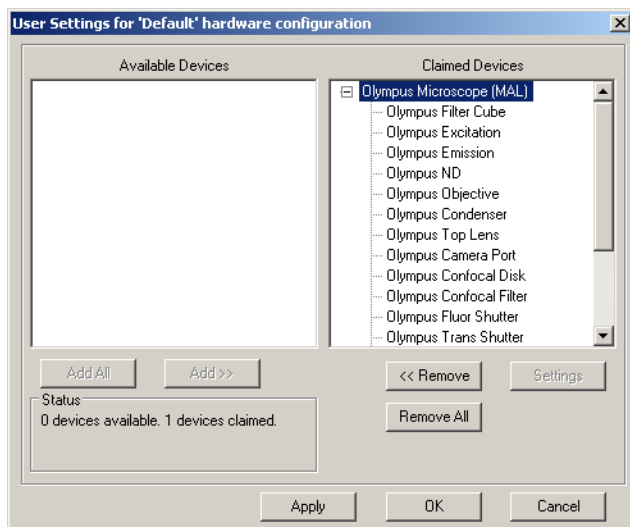 User Settings for 'Default' hardware configuration
Available Devices
Claimed Devices
Olympus Microscope (MAL)
Olympus Filter Cube
Olympus Excitation
Olympus Emission
Olympus ND
Olympus Objective
Olympus Condenser
Olympus Top Lens
Olympus Camera Port
Olympus Confocal Disk
Olympus Confocal Filter
Olympus Fluor Shutter
Olympus Trans Shutter
Add All
Add >>
<< Remove
Settings
Status
0 devices available. 1 devices claimed.
Remove All
Apply
OK
Cancel